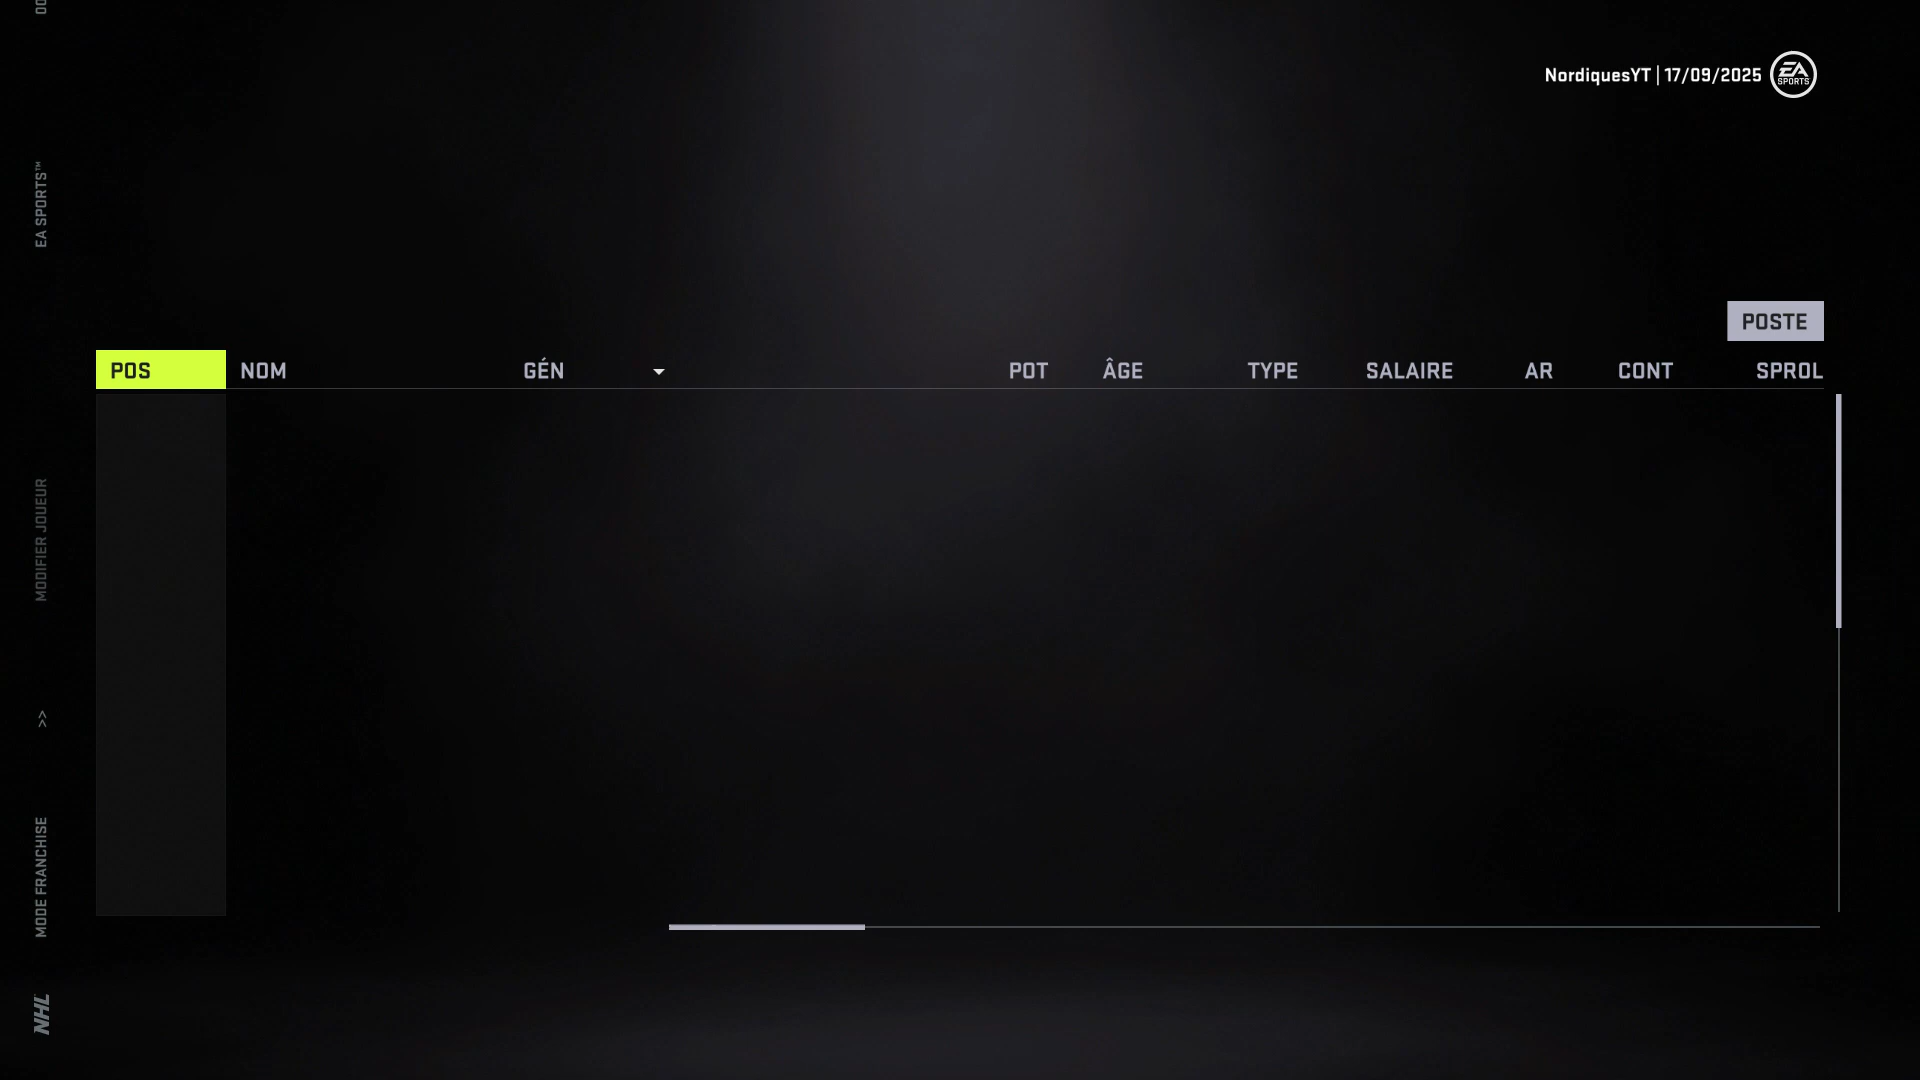 NordiquesYT | 17/09/2025
EA SPORTS
POSTE
POS NOM GÉN POT ÂGE TYPE SALAIRE AR CONT SPROL
EA SPORTS™
MODIFIER JOUEUR
>>
MODE FRANCHISE
NHL